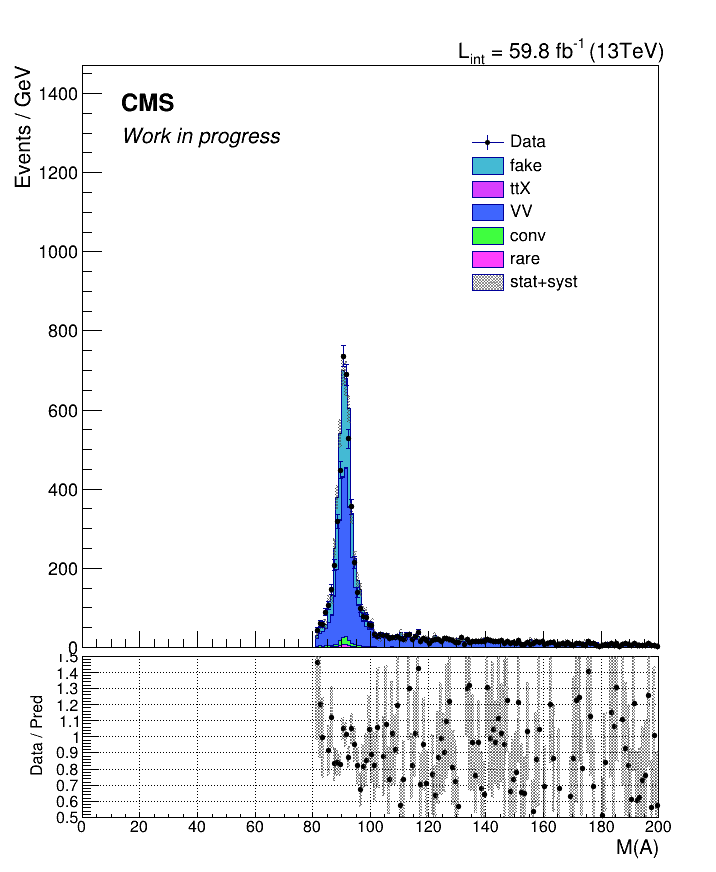 L_int = 59.8 fb^-1 (13TeV)
Events / GeV
CMS
Work in progress
Data
fake
ttX
VV
conv
rare
stat+syst
1400
1200
1000
800
600
400
200
0
Data / Pred
1.5
1.4
1.3
1.2
1.1
1
0.9
0.8
0.7
0.6
0.5
0 20 40 60 80 100 120 140 160 180 200
M(A)